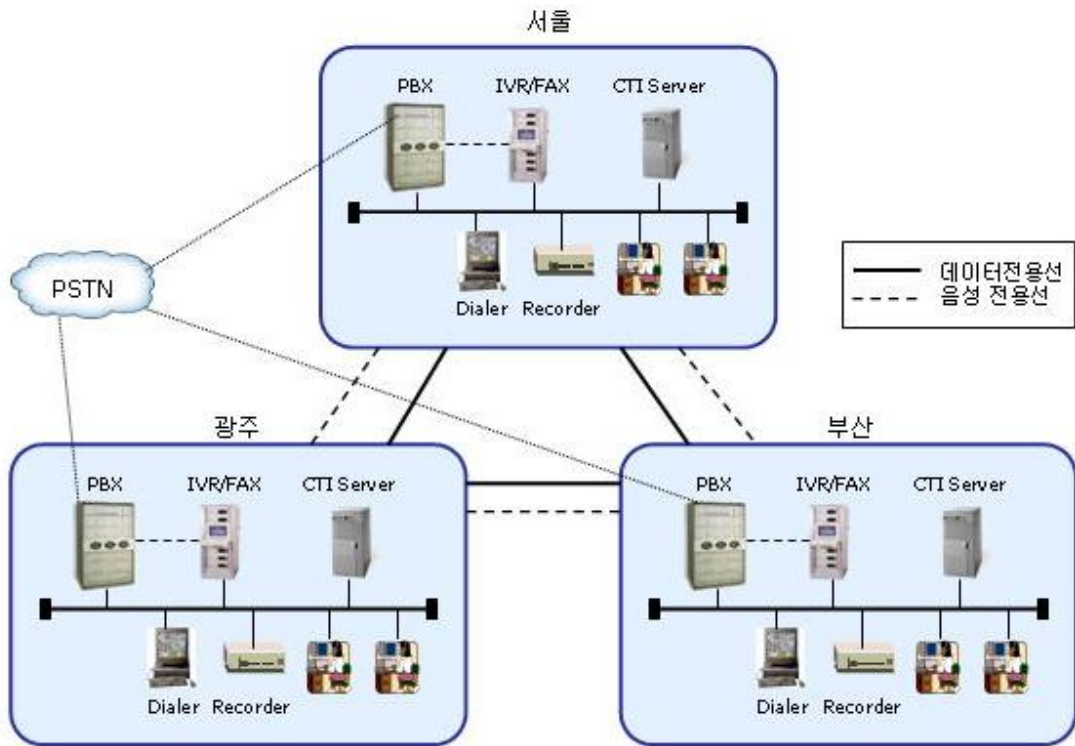 서울
PBX
IVR/FAX
CTI Server
Dialer
Recorder
PSTN
데이터전용선
음성 전용선
광주
PBX
IVR/FAX
CTI Server
Dialer
Recorder
부산
PBX
IVR/FAX
CTI Server
Dialer
Recorder